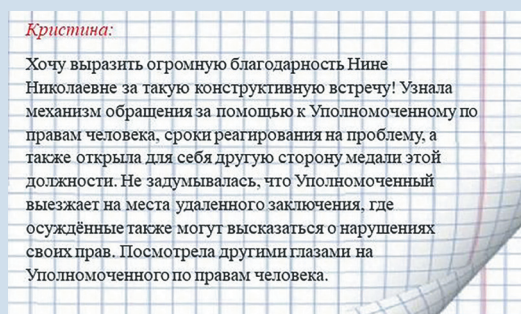 Кристина:
Хочу выразить огромную благодарность Нине
Николаевне за такую конструктивную встречу! Узнала
механизм обращения за помощью к Уполномоченному по
правам человека, сроки реагирования на проблему, а
также открыла для себя другую сторону медали этой
должности. Не задумывалась, что Уполномоченный
выезжает на места удаленного заключения, где
осуждённые также могут высказаться о нарушениях
своих прав. Посмотрела другими глазами на
Уполномоченного по правам человека.